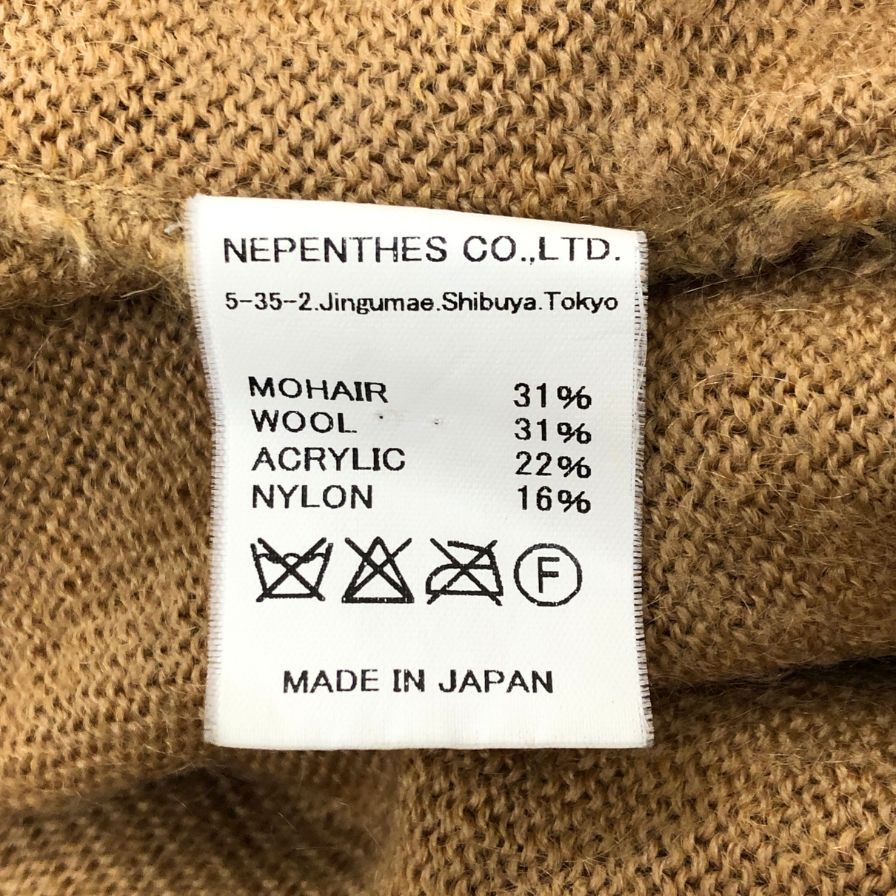 NEPENTHES CO.,LTD.
5-35-2.Jingumae.Shibuya.Tokyo
MOHAIR 31%
WOOL 31%
ACRYLIC 22%
NYLON 16%
F
MADE IN JAPAN